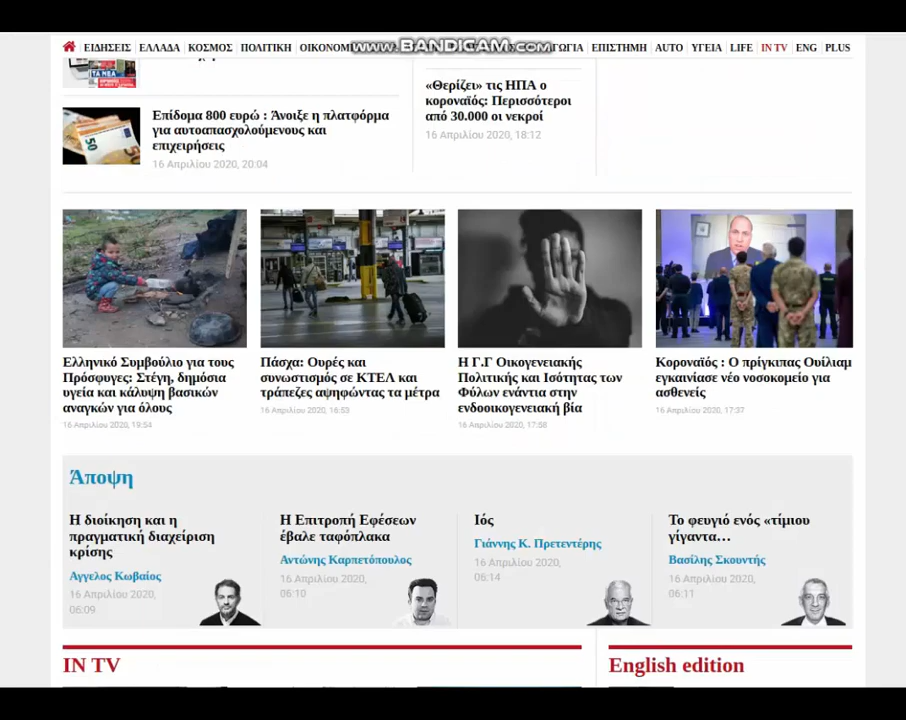 ΕΙΔΗΣΕΙΣ ΕΛΛΑΔΑ ΚΟΣΜΟΣ ΠΟΛΙΤΙΚΗ ΕΠΙΣΤΗΜΗ AUTO ΥΓΕΙΑ LIFE IN TV ENG PLUS
www.BANDICAM.com
ΤΑ ΝΕΑ
«Θερίζει» τις ΗΠΑ ο
κοροναϊός: Περισσότεροι
από 30.000 οι νεκροί
16 Απριλίου 2020, 18:12
Επίδομα 800 ευρώ : Άνοιξε η πλατφόρμα
για αυτοαπασχολούμενους και
επιχειρήσεις
16 Απριλίου 2020, 20:04
50
Ελληνικό Συμβούλιο για τους
Πρόσφυγες: Στέγη, δημόσια
υγεία και κάλυψη βασικών
αναγκών για όλους
16 Απριλίου 2020, 19:54
Πάσχα: Ουρές και
συνωστισμός σε ΚΤΕΛ και
τράπεζες αψηφώντας τα μέτρα
16 Απριλίου 2020, 16:53
Η Γ.Γ Οικογενειακής
Πολιτικής και Ισότητας των
Φύλων ενάντια στην
ενδοοικογενειακή βία
16 Απριλίου 2020, 17:58
Κοροναϊός : Ο πρίγκιπας Ουίλιαμ
εγκαινίασε νέο νοσοκομείο για
ασθενείς
16 Απριλίου 2020, 17:37
Άποψη
Η διοίκηση και η
πραγματική διαχείριση
κρίσης
Αγγελος Κωβαίος
16 Απριλίου 2020,
06:09
Η Επιτροπή Εφέσεων
έβαλε ταφόπλακα
Αντώνης Καρπετόπουλος
16 Απριλίου 2020,
06:10
Ιός
Γιάννης Κ. Πρετεντέρης
16 Απριλίου 2020,
06:14
Το φευγιό ενός «τίμιου
γίγαντα…
Βασίλης Σκουντής
16 Απριλίου 2020,
06:11
IN TV
English edition